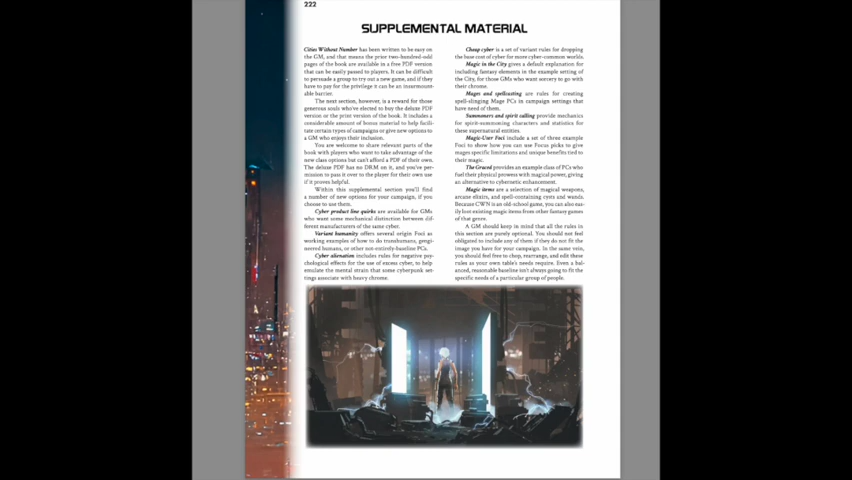 222
SUPPLEMENTAL MATERIAL
Cities Without Number has been written to be easy on
the GM, and that means the prior two-hundred-odd
pages of the book are available in a free PDF version
that can be easily passed to players. It can be difficult
to persuade a group to try out a new game, and if they
have to pay for the privilege it can be an insurmount-
able barrier.
The next section, however, is a reward for those
generous souls who've elected to buy the deluxe PDF
version or the print version of the book. It includes a
considerable amount of bonus material to help facili-
tate certain types of campaigns or give new options to
a GM who enjoys their inclusion.
You are welcome to share relevant parts of the
book with players who want to take advantage of the
new class options but can't afford a PDF of their own.
The deluxe PDF has no DRM on it, and you've per-
mission to pass it over to the player for their own use
if it proves helpful.
Within this supplemental section you'll find
a number of new options for your campaign, if you
choose to use them.
Cyber product line quirks are available for GMs
who want some mechanical distinction between dif-
ferent manufacturers of the same cyber.
Variant humanity offers several origin Foci as
working examples of how to do transhumans, gengi-
neered humans, or other not-entirely-baseline PCs.
Cyber alienation includes rules for negative psy-
chological effects for the use of excess cyber, to help
emulate the mental strain that some cyberpunk set-
tings associate with heavy chrome.
Cheap cyber is a set of variant rules for dropping
the base cost of cyber for more cyber-common worlds.
Magic in the City gives a default explanation for
including fantasy elements in the example setting of
the City, for those GMs who want sorcery to go with
their chrome.
Mages and spellcasting are rules for creating
spell-slinging Mage PCs in campaign settings that
have need of them.
Summoners and spirit calling provide mechanics
for spirit-summoning characters and statistics for
these supernatural entities.
Magic-User Foci include a set of three example
Foci to show how you can use Focus picks to give
mages specific limitations and unique benefits tied to
their magic.
The Graced provides an example class of PCs who
fuel their physical prowess with magical power, giving
an alternative to cybernetic enhancement.
Magic items are a selection of magical weapons,
arcane elixirs, and spell-containing cysts and wands.
Because CWN is an old-school game, you can also eas-
ily loot existing magic items from other fantasy games
of that genre.
A GM should keep in mind that all the rules in
this section are purely optional. You should not feel
obligated to include any of them if they do not fit the
image you have for your campaign. In the same vein,
you should feel free to chop, rearrange, and edit these
rules as your own table's needs require. Even a bal-
anced, reasonable baseline isn't always going to fit the
specific needs of a particular group of people.